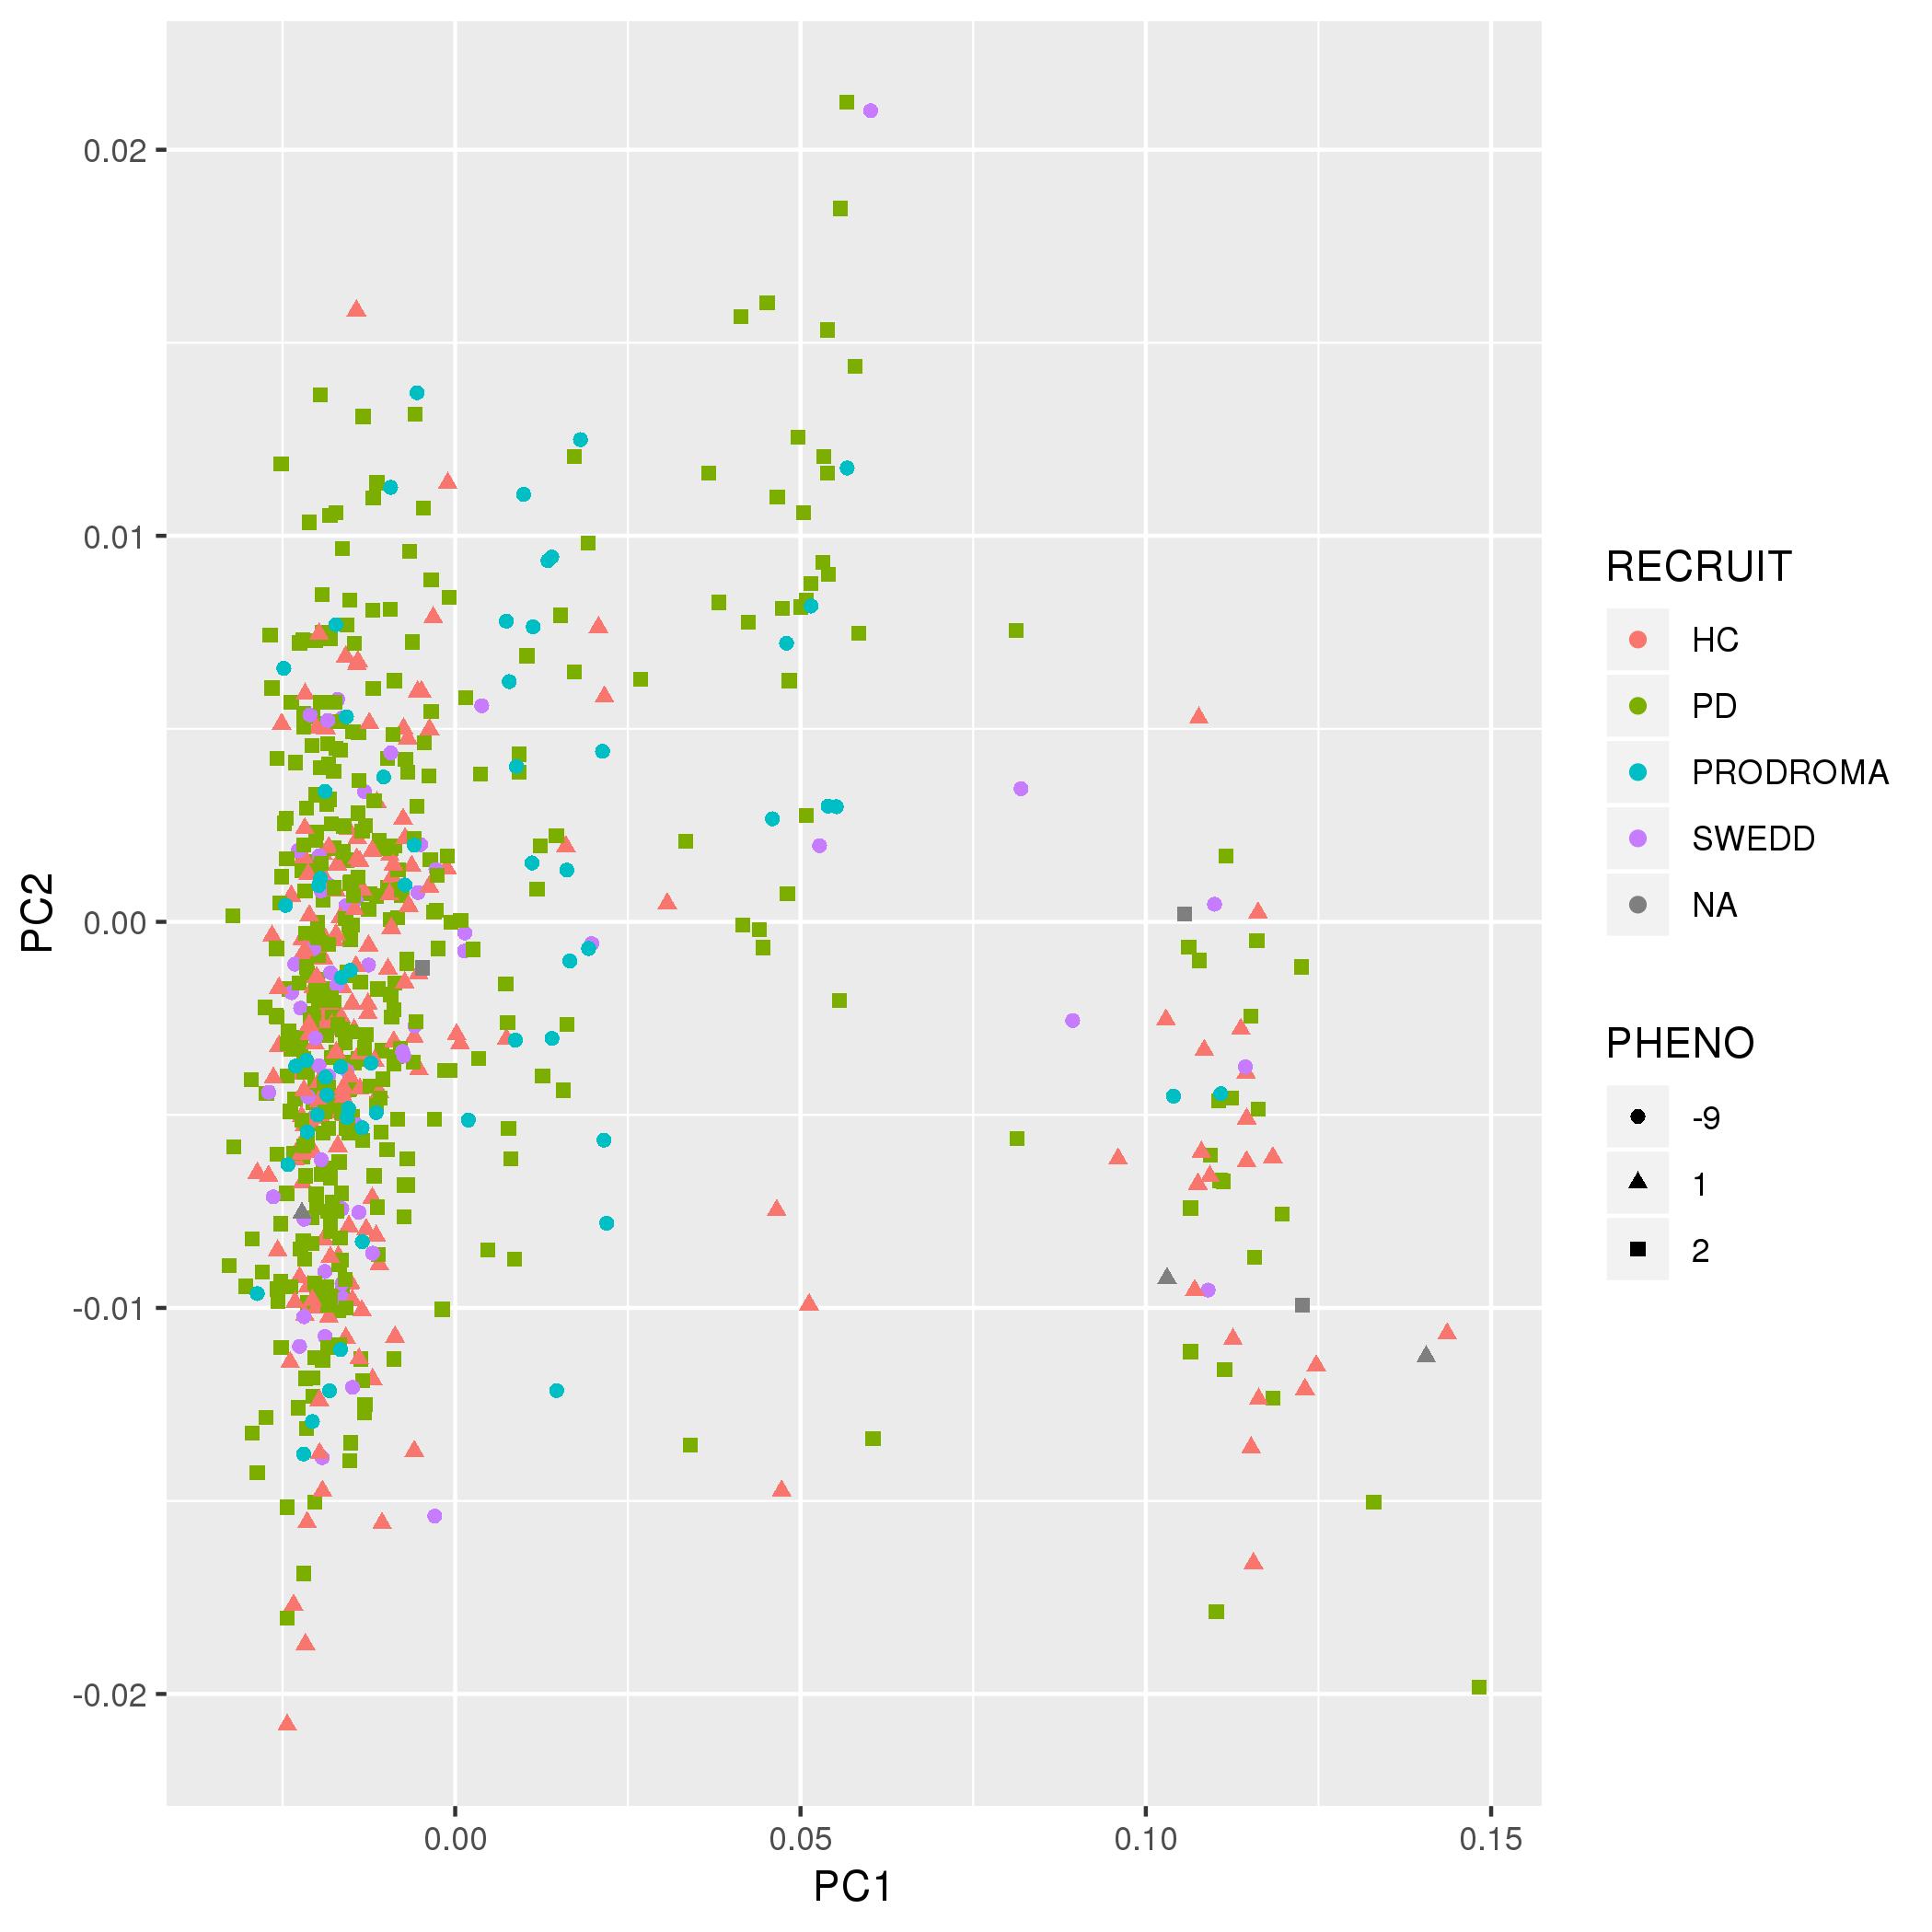 PC2
0.02
0.01
0.00
-0.01
-0.02
0.00
0.05
0.10
0.15
PC1
RECRUIT
HC
PD
PRODROMA
SWEDD
NA
PHENO
-9
1
2